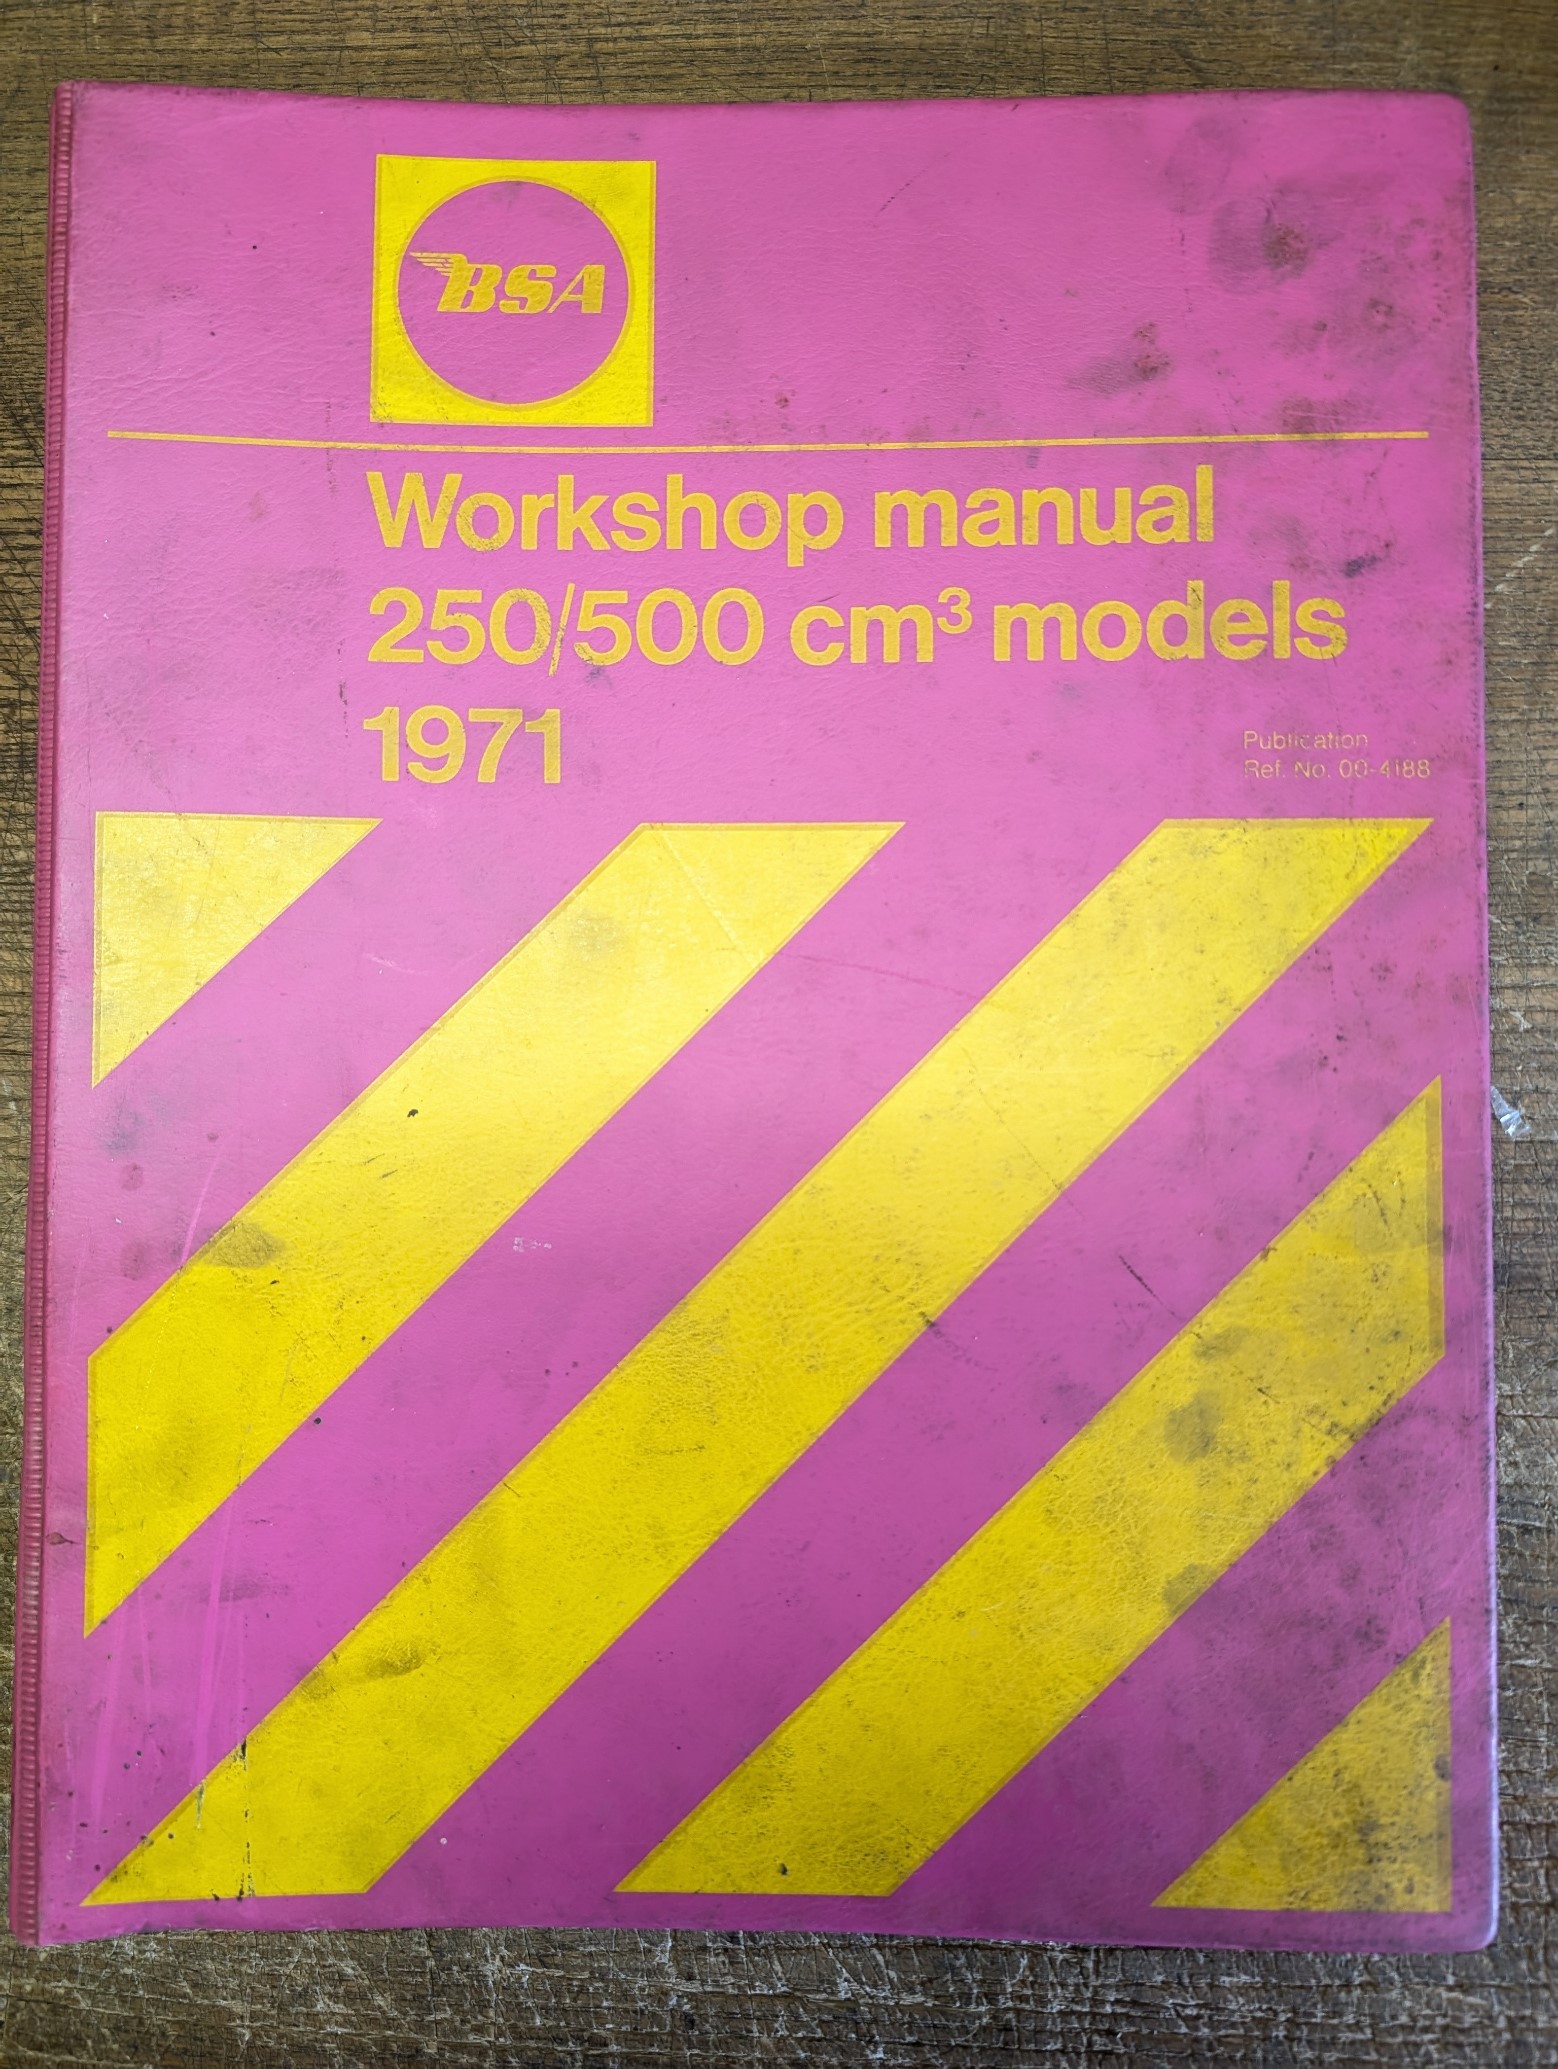 BSA
Workshop manual
250/500 cm³ models
1971
Publication
Ref. No. 00-4188